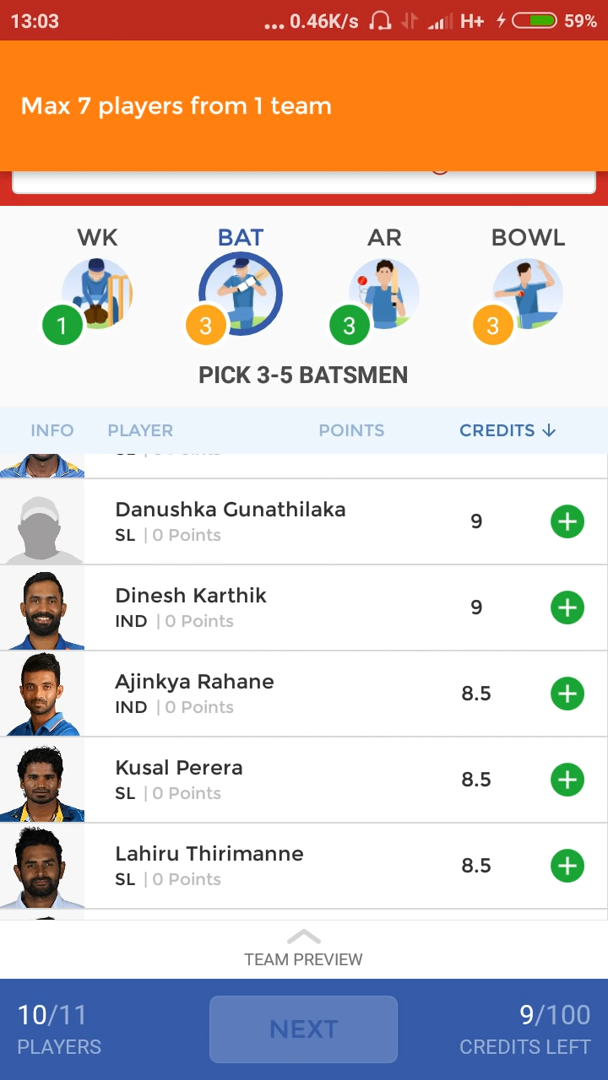 13:03
... 0.46K/s H+ 59%
Max 7 players from 1 team
WK BAT AR BOWL
1 3 3 3
PICK 3-5 BATSMEN
INFO PLAYER POINTS CREDITS ↓
Danushka Gunathilaka
SL | 0 Points
9
Dinesh Karthik
IND | 0 Points
9
Ajinkya Rahane
IND | 0 Points
8.5
Kusal Perera
SL | 0 Points
8.5
Lahiru Thirimanne
SL | 0 Points
8.5
TEAM PREVIEW
10/11
PLAYERS
NEXT
9/100
CREDITS LEFT